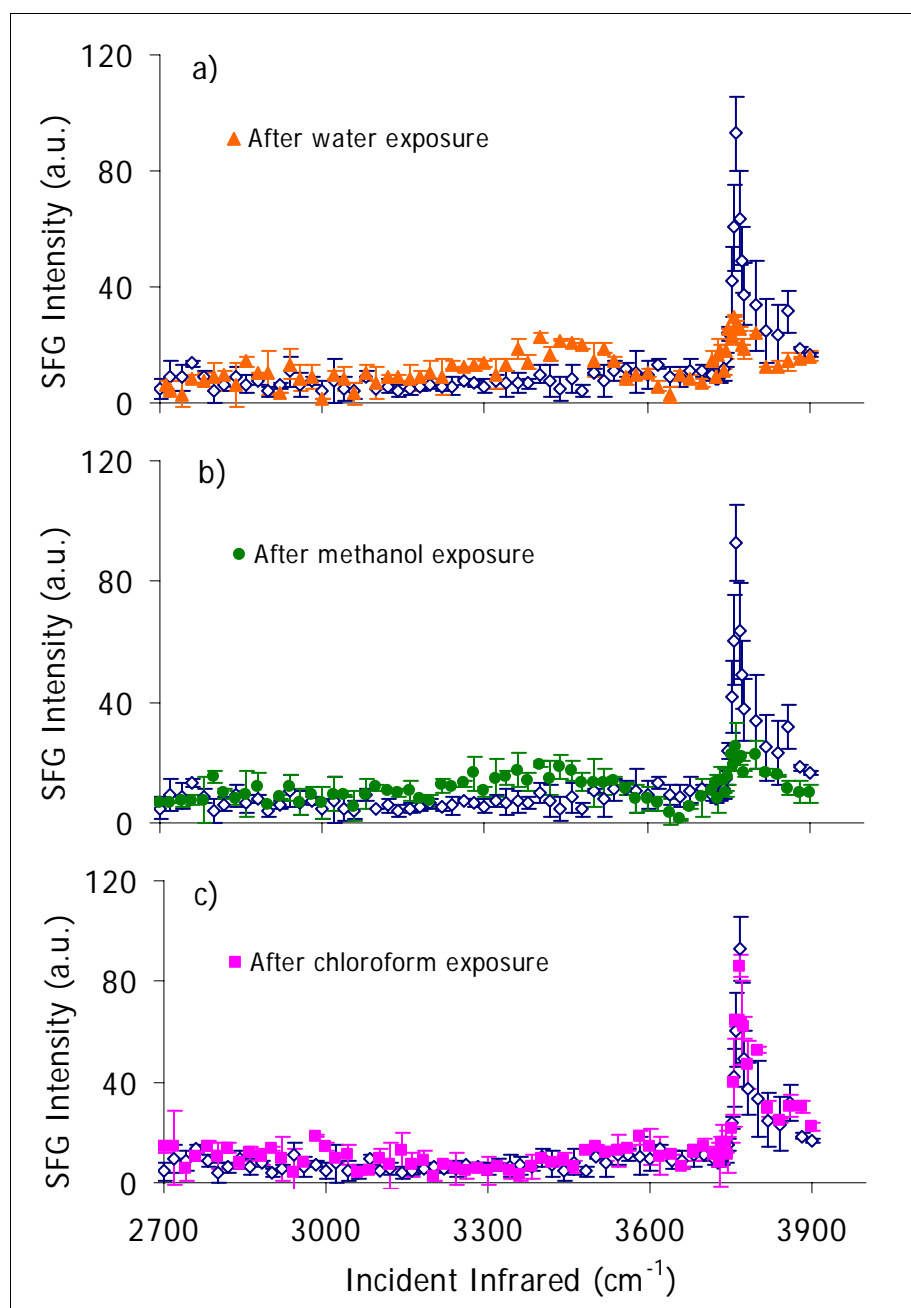 a)
120
80
40
0
SFG Intensity (a.u.)
After water exposure
b)
120
80
40
0
SFG Intensity (a.u.)
After methanol exposure
c)
120
80
40
0
SFG Intensity (a.u.)
After chloroform exposure
2700 3000 3300 3600 3900
Incident Infrared (cm⁻¹)